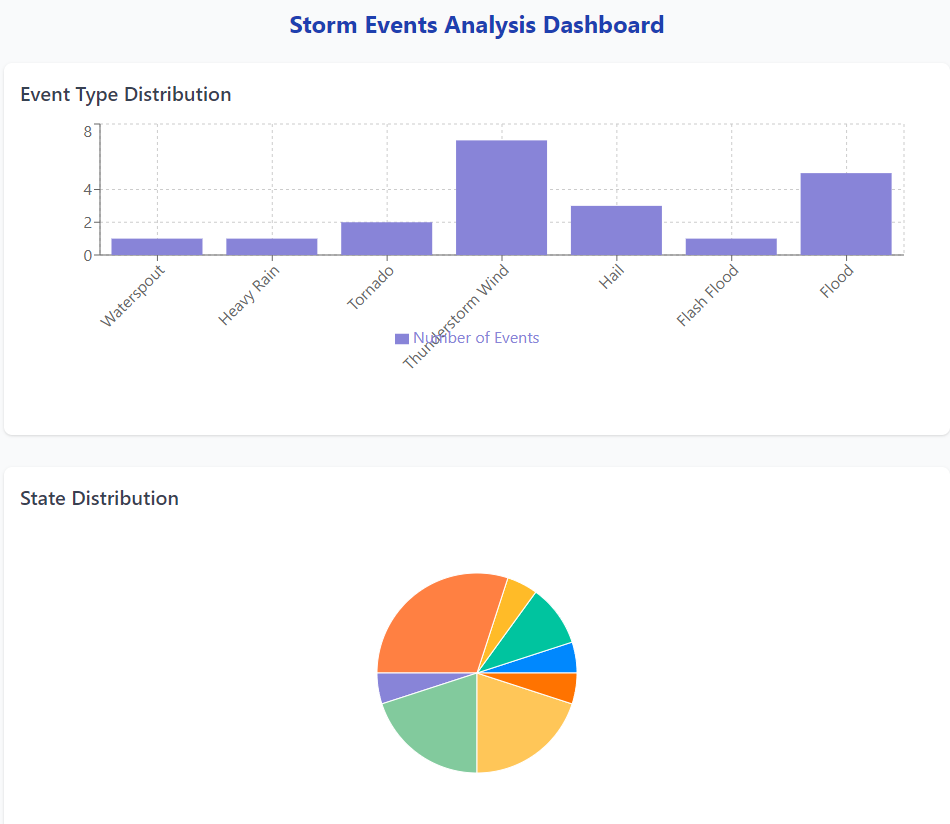 Storm Events Analysis Dashboard
Event Type Distribution
8
4
2
0
Waterspout
Heavy Rain
Tornado
Thunderstorm Wind
Hail
Flash Flood
Flood
Number of Events
State Distribution